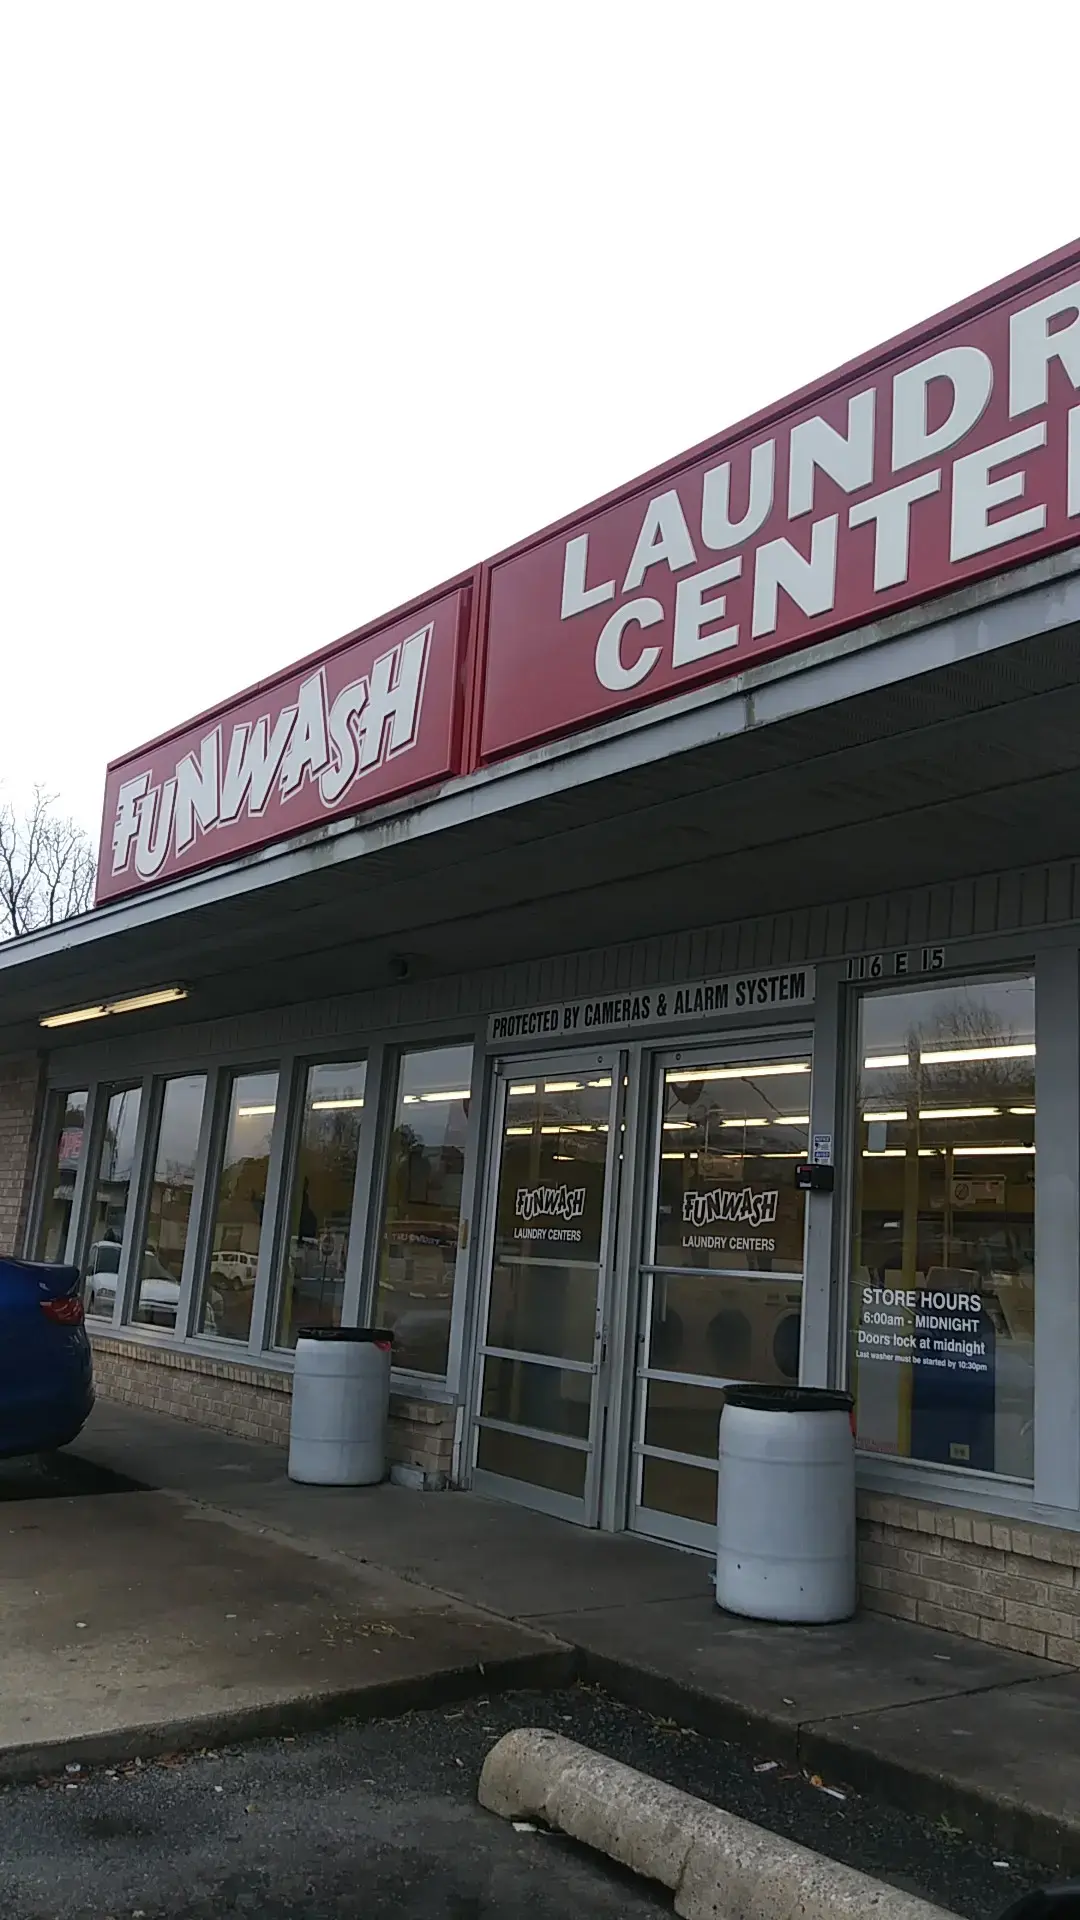 LAUNDR
CENTE
FUNWASH
116 E 15
PROTECTED BY CAMERAS & ALARM SYSTEM
FUNWASH
LAUNDRY CENTERS
FUNWASH
LAUNDRY CENTERS
STORE HOURS
6:00am - MIDNIGHT
Doors lock at midnight
Last washer must be started by 10:30pm